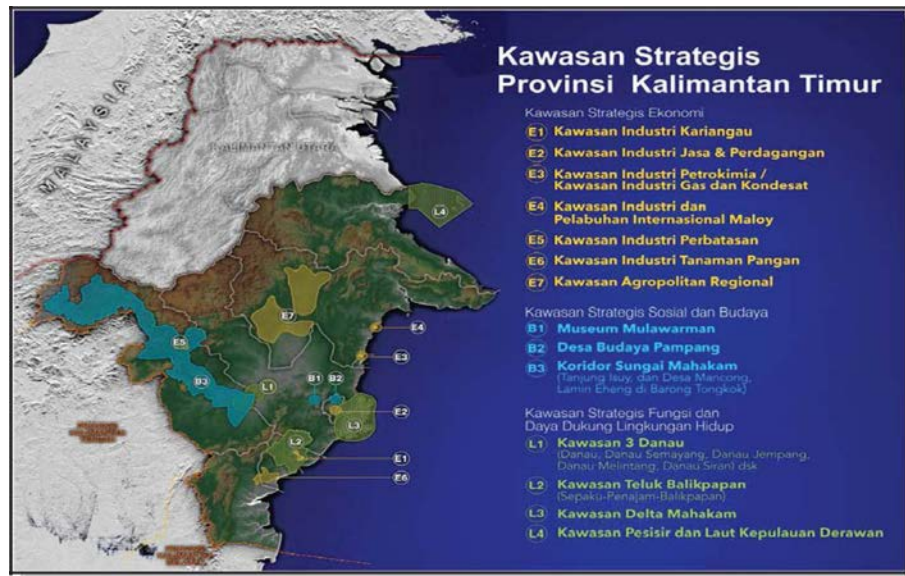 Kawasan Strategis
Provinsi Kalimantan Timur
Kawasan Strategis Ekonomi
E1 Kawasan Industri Kariangau
E2 Kawasan Industri Jasa & Perdagangan
E3 Kawasan Industri Petrokimia /
Kawasan Industri Gas dan Kondesat
E4 Kawasan Industri dan
Pelabuhan Internasional Maloy
E5 Kawasan Industri Perbatasan
E6 Kawasan Industri Tanaman Pangan
E7 Kawasan Agropolitan Regional
Kawasan Strategis Sosial dan Budaya
B1 Museum Mulawarman
B2 Desa Budaya Pampang
B3 Koridor Sungai Mahakam
(Tanjung Isuy, dan Desa Mancong,
Lamin Eheng di Barong Tongkok)
Kawasan Strategis Fungsi dan
Daya Dukung Lingkungan Hidup
L1 Kawasan 3 Danau
(Danau, Danau Semayang, Danau Jempang,
Danau Melintang, Danau Siran) dsk
L2 Kawasan Teluk Balikpapan
(Sepaku-Penajam-Balikpapan)
L3 Kawasan Delta Mahakam
L4 Kawasan Pesisir dan Laut Kepulauan Derawan
MALAYSIA
KALIMANTAN UTARA
L4
E7
E4
E5
E3
B3
L1
B1
B2
E2
L3
L2
E1
E6